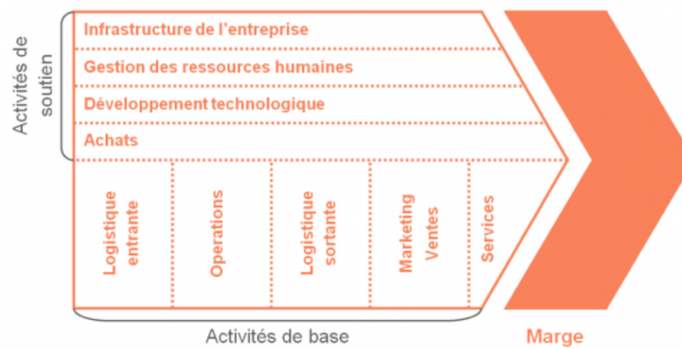 Activités de
soutien
Infrastructure de l'entreprise
Gestion des ressources humaines
Développement technologique
Achats
Logistique
entrante
Operations
Logistique
sortante
Marketing
Ventes
Services
Activités de base
Marge